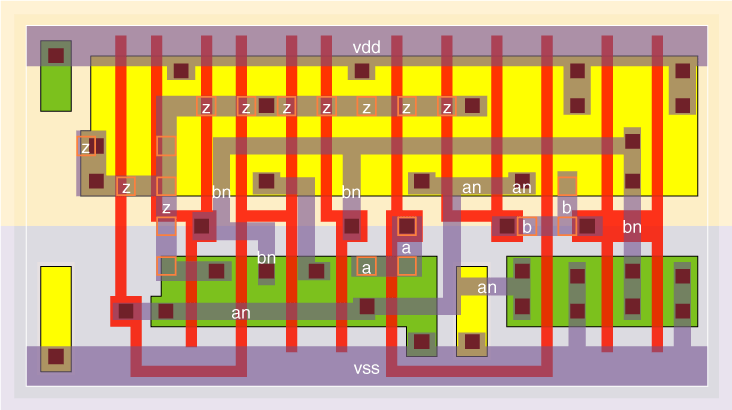 vdd
z z z z z z z
z
z
bn bn an an
z b
b bn
a
bn a
an
an
vss